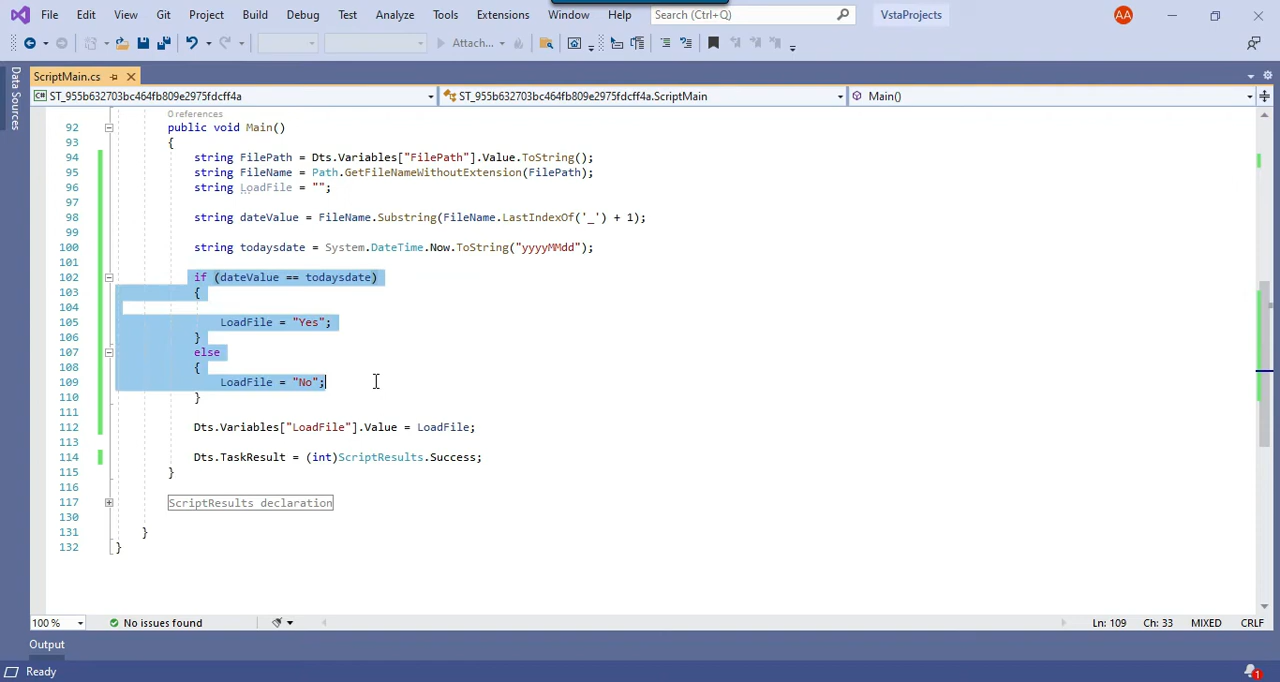 File Edit View Git Project Build Debug Test Analyze Tools Extensions Window Help Search (Ctrl+Q) VstaProjects AA
Attach...
Data Sources
ScriptMain.cs
ST_955b632703bc464fb809e2975fdcff4a ST_955b632703bc464fb809e2975fdcff4a.ScriptMain Main()
0 references
92 public void Main()
93 {
94 string FilePath = Dts.Variables["FilePath"].Value.ToString();
95 string FileName = Path.GetFileNameWithoutExtension(FilePath);
96 string LoadFile = "";
97
98 string dateValue = FileName.Substring(FileName.LastIndexOf('_') + 1);
99
100 string todaysdate = System.DateTime.Now.ToString("yyyyMMdd");
101
102 if (dateValue == todaysdate)
103 {
104
105 LoadFile = "Yes";
106 }
107 else
108 {
109 LoadFile = "No";
110 }
111
112 Dts.Variables["LoadFile"].Value = LoadFile;
113
114 Dts.TaskResult = (int)ScriptResults.Success;
115 }
116
117 ScriptResults declaration
130
131 }
132 }
100 % No issues found Ln: 109 Ch: 33 MIXED CRLF
Output
Ready 1